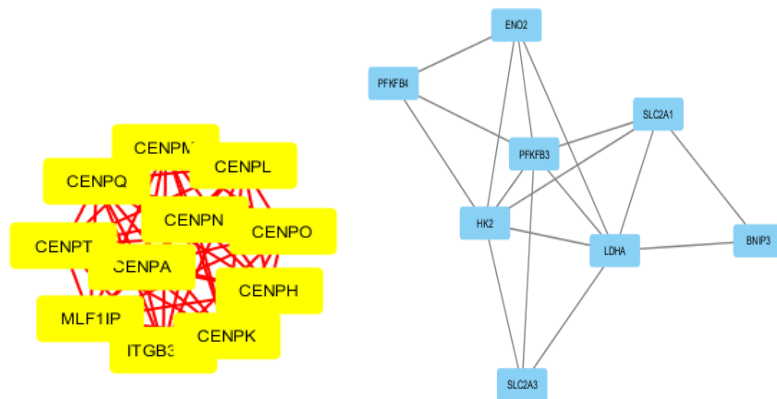 CENPM
CENPL
CENPQ
CENPN
CENPO
CENPT
CENPA
CENPH
MLF1IP
CENPK
ITGB3
ENO2
PFKFB4
SLC2A1
PFKFB3
HK2
LDHA
BNIP3
SLC2A3